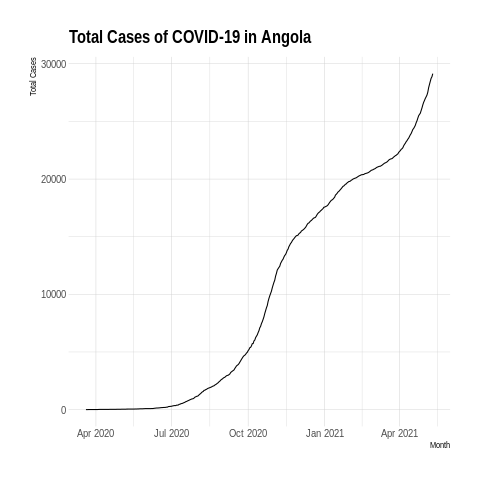 Total Cases of COVID-19 in Angola
Total Cases
30000
20000
10000
0
Apr 2020 Jul 2020 Oct 2020 Jan 2021 Apr 2021
Month